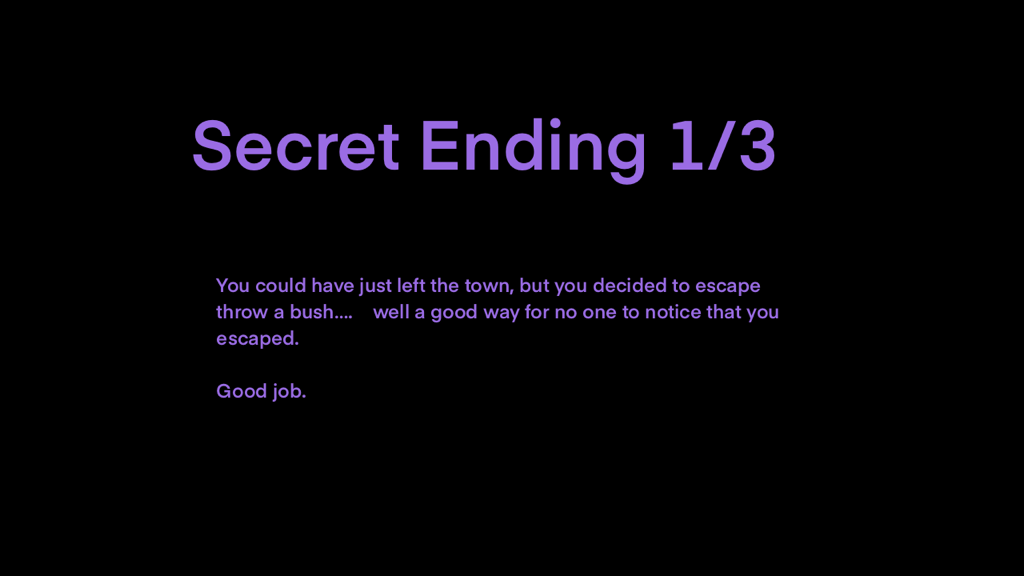 Secret Ending 1/3
You could have just left the town, but you decided to escape
throw a bush....    well a good way for no one to notice that you
escaped.
Good job.